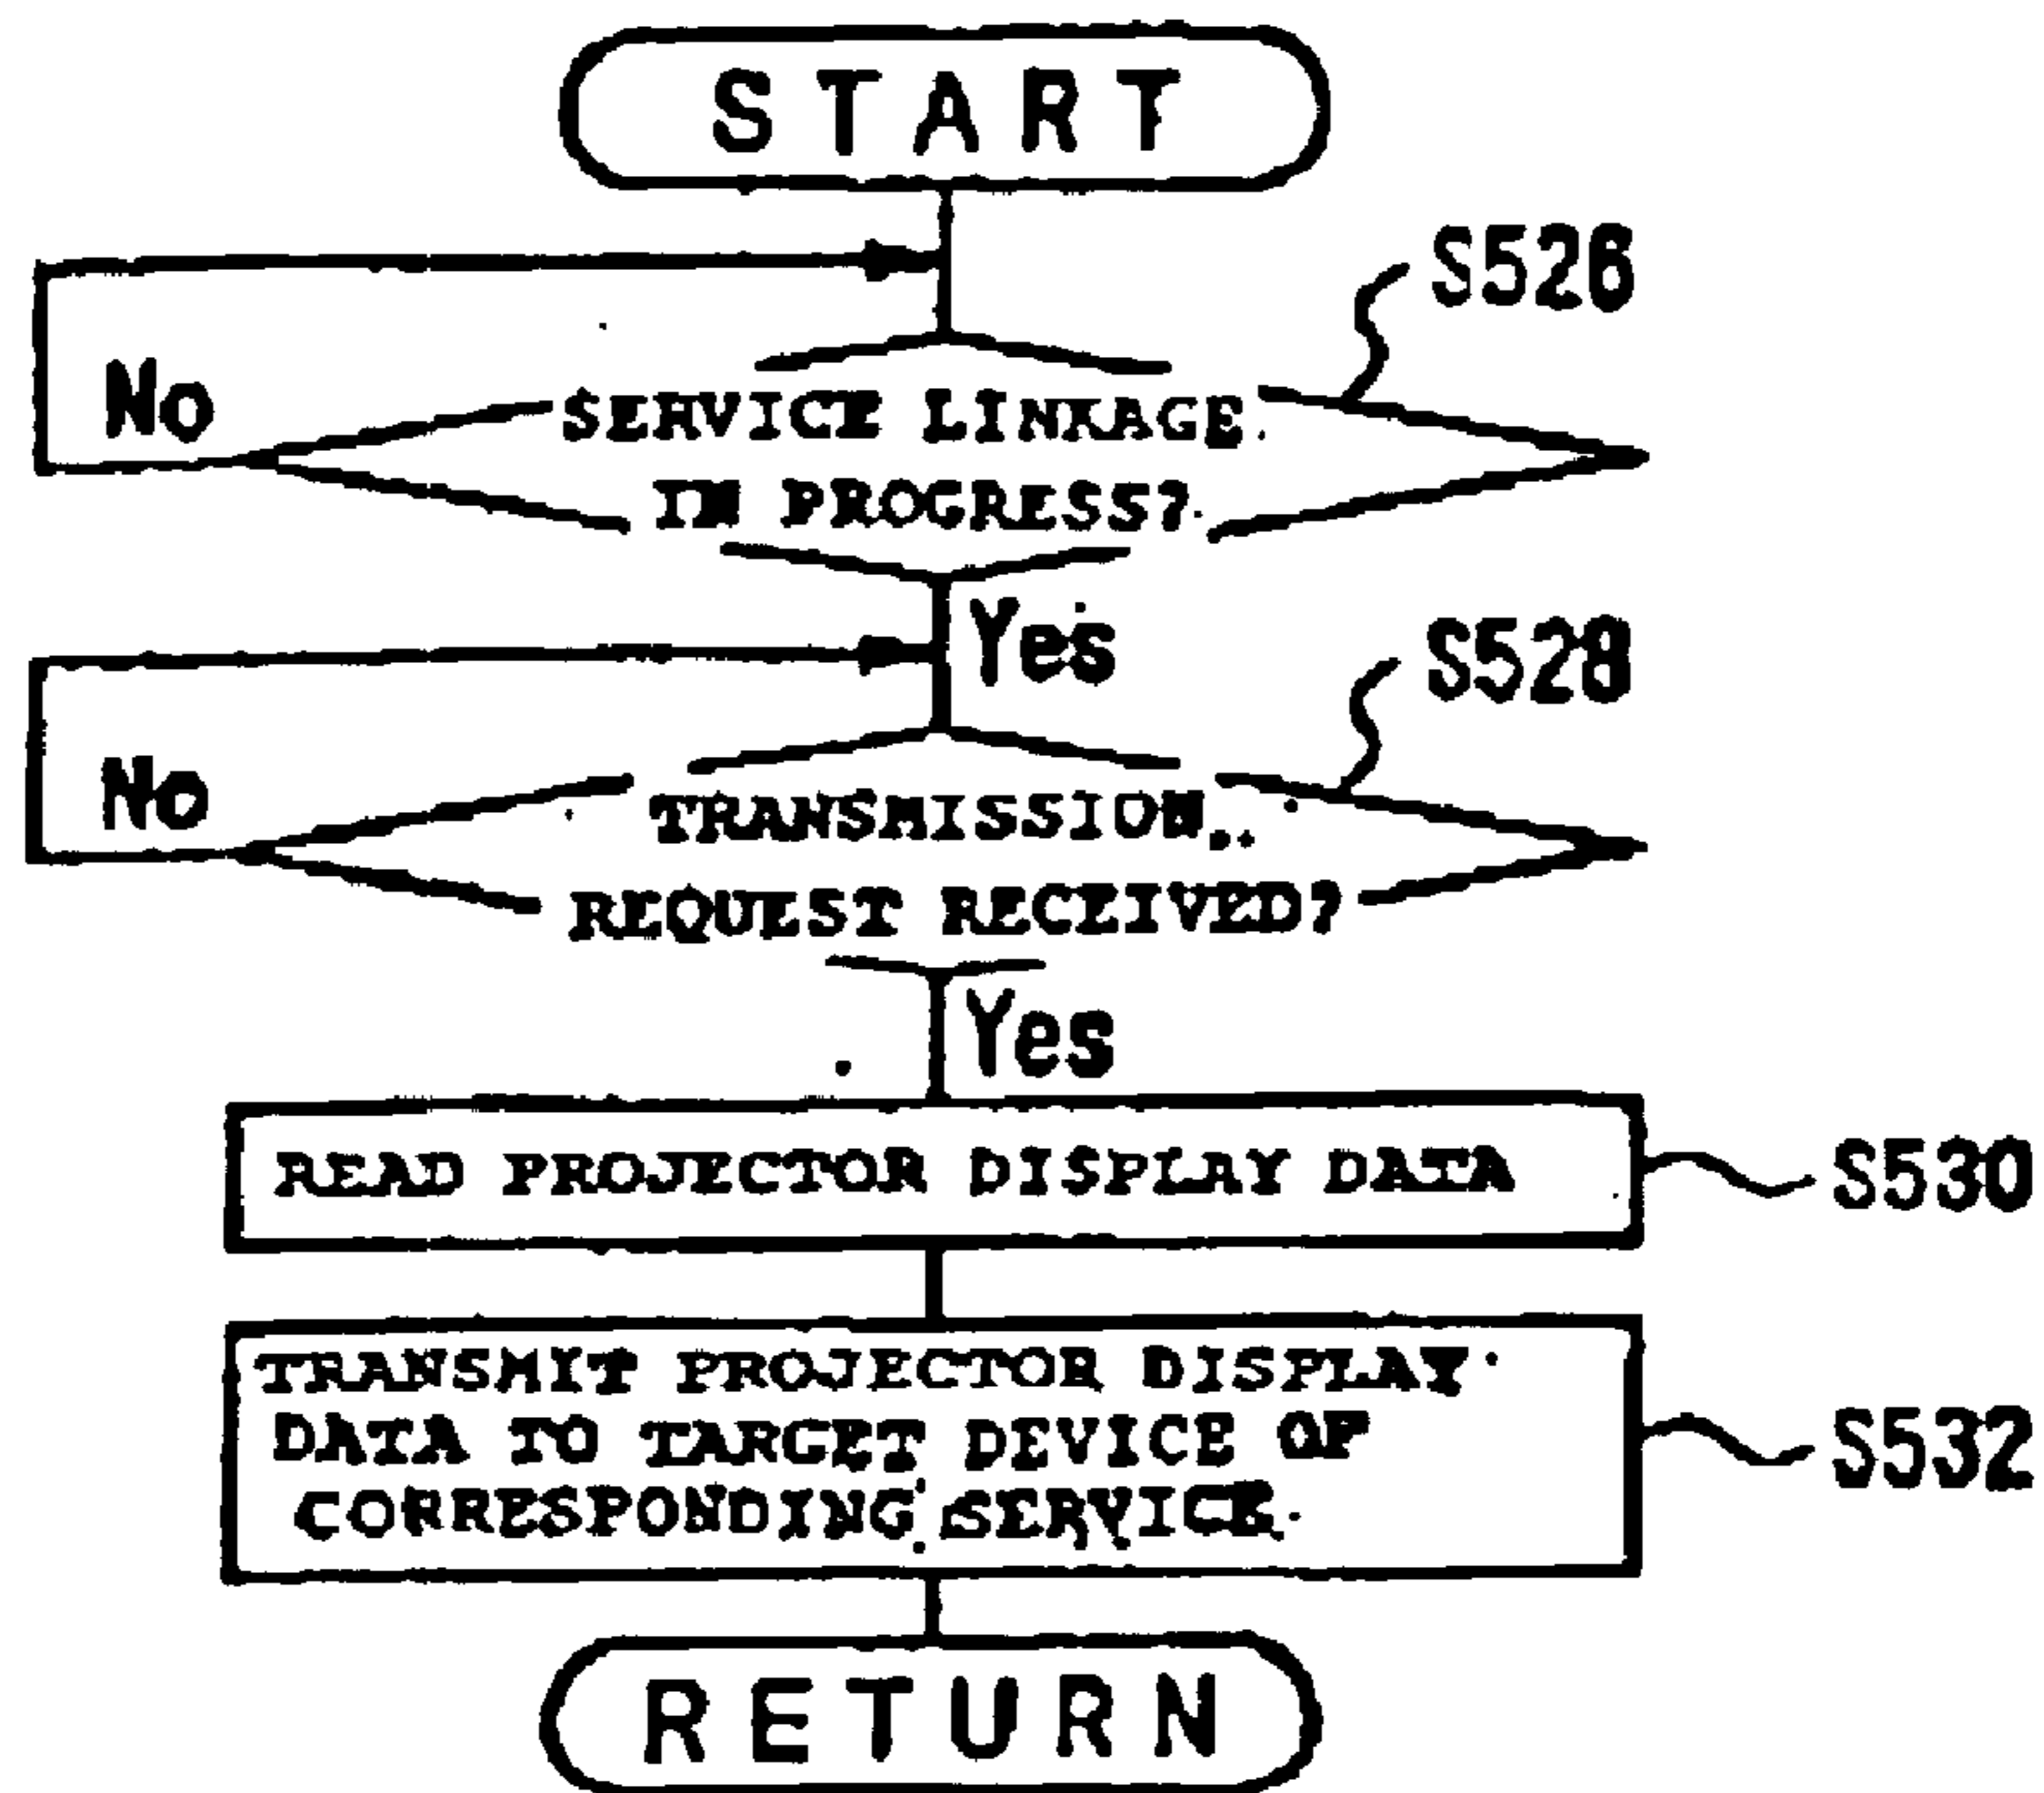 START
S526
No
SERVICE LINKAGE
IN PROGRESS?
Yes
S528
No
TRANSMISSION
REQUEST RECEIVED?
Yes
READ PROJECTOR DISPLAY DATA
S530
TRANSMIT PROJECTOR DISPLAY
DATA TO TARGET DEVICE OF
CORRESPONDING SERVICE
S532
RETURN